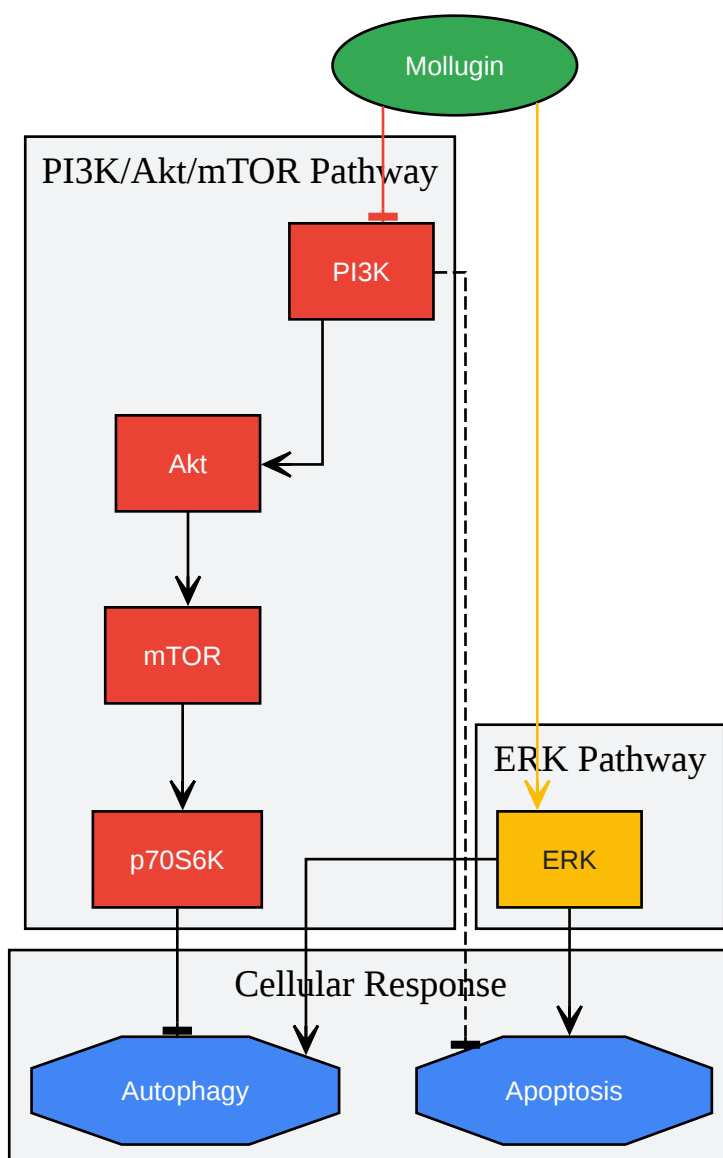 Mollugin
PI3K/Akt/mTOR Pathway
PI3K
Akt
mTOR
ERK Pathway
p70S6K
ERK
Cellular Response
Autophagy
Apoptosis